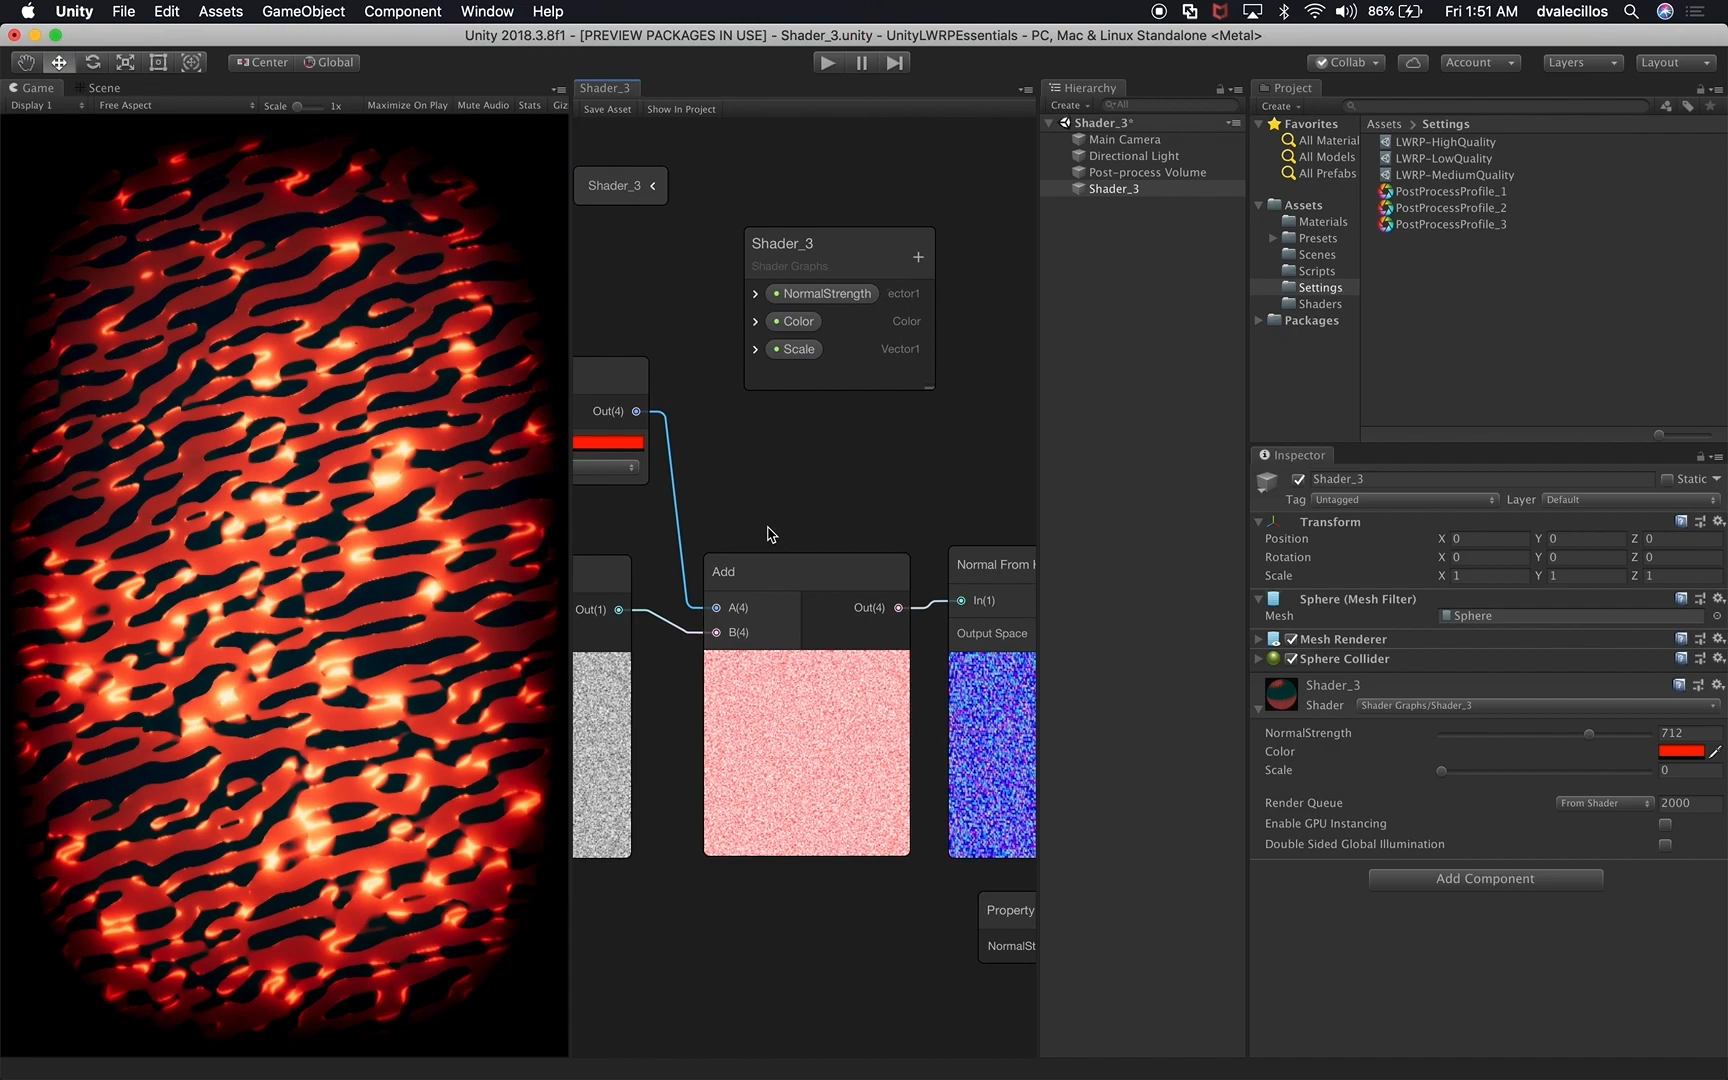 Unity File Edit Assets GameObject Component Window Help 86% Fri 1:51 AM dvalecillos
Unity 2018.3.8f1 - [PREVIEW PACKAGES IN USE] - Shader_3.unity - UnityLWRPEssentials - PC, Mac & Linux Standalone <Metal>
Center Global Collab Account Layers Layout
Game Scene
Display 1 Free Aspect Scale 1x Maximize On Play Mute Audio Stats Giz
Shader_3
Save Asset Show In Project
Shader_3
Shader_3
Shader Graphs
NormalStrength ector1
Color Color
Scale Vector1
Out(4)
Out(1)
Add
A(4) Out(4)
B(4)
Normal From
In(1)
Output Space
Property
NormalSt
Hierarchy
Create All
Shader_3*
Main Camera
Directional Light
Post-process Volume
Shader_3
Project
Create
Favorites
All Material
All Models
All Prefabs
Assets
Materials
Presets
Scenes
Scripts
Settings
Shaders
Packages
Assets > Settings
LWRP-HighQuality
LWRP-LowQuality
LWRP-MediumQuality
PostProcessProfile_1
PostProcessProfile_2
PostProcessProfile_3
Inspector
Shader_3 Static
Tag Untagged Layer Default
Transform
Position X 0 Y 0 Z 0
Rotation X 0 Y 0 Z 0
Scale X 1 Y 1 Z 1
Sphere (Mesh Filter)
Mesh Sphere
Mesh Renderer
Sphere Collider
Shader_3
Shader Shader Graphs/Shader_3
NormalStrength 712
Color
Scale 0
Render Queue From Shader 2000
Enable GPU Instancing
Double Sided Global Illumination
Add Component